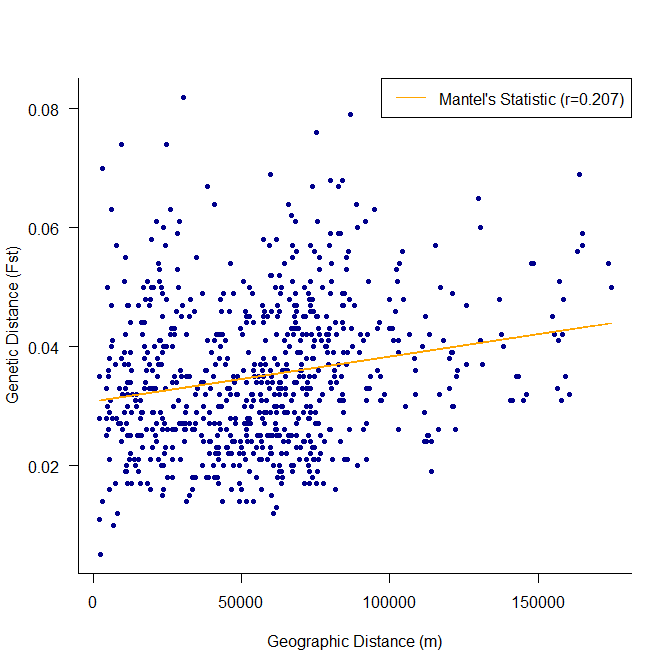 Mantel's Statistic (r=0.207)
0.08
0.06
0.04
0.02
Genetic Distance (Fst)
0 50000 100000 150000
Geographic Distance (m)